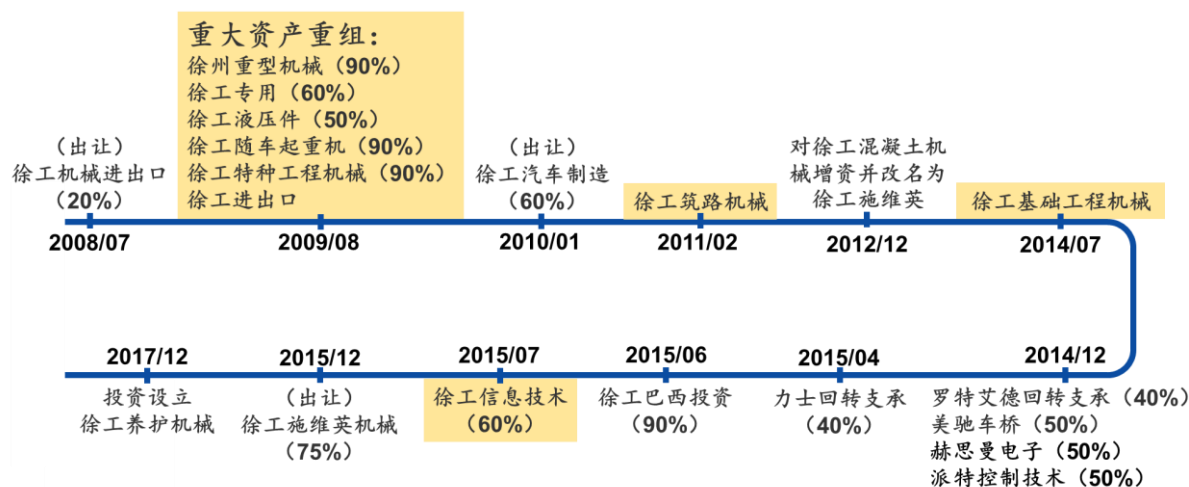 重大资产重组：
徐州重型机械（90%）
徐工专用（60%）
徐工液压件（50%）
徐工随车起重机（90%）
徐工特种工程机械（90%）
徐工进出口
（出让）
徐工机械进出口
（20%）
（出让）
徐工汽车制造
（60%）
徐工筑路机械
对徐工混凝土机
械增资并改名为
徐工施维英
徐工基础工程机械
2008/07
2009/08
2010/01
2011/02
2012/12
2014/07
2017/12
2015/12
2015/07
2015/06
2015/04
2014/12
投资设立
徐工养护机械
（出让）
徐工施维英机械
（75%）
徐工信息技术
（60%）
徐工巴西投资
（90%）
力士回转支承
（40%）
罗特艾德回转支承（40%）
美驰车桥（50%）
赫思曼电子（50%）
派特控制技术（50%）